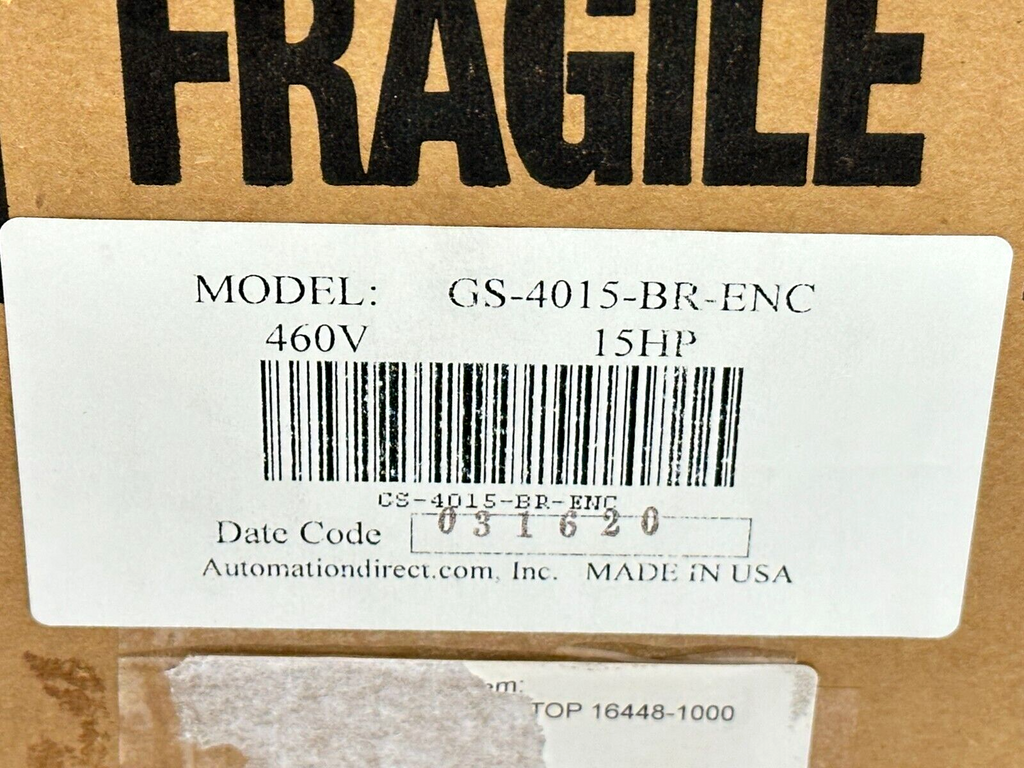 FRAGILE
MODEL: GS-4015-BR-ENC
460V 15HP
GS-4015-BR-ENC
Date Code 031620
Automationdirect.com, Inc. MADE IN USA
TOP 16448-1000